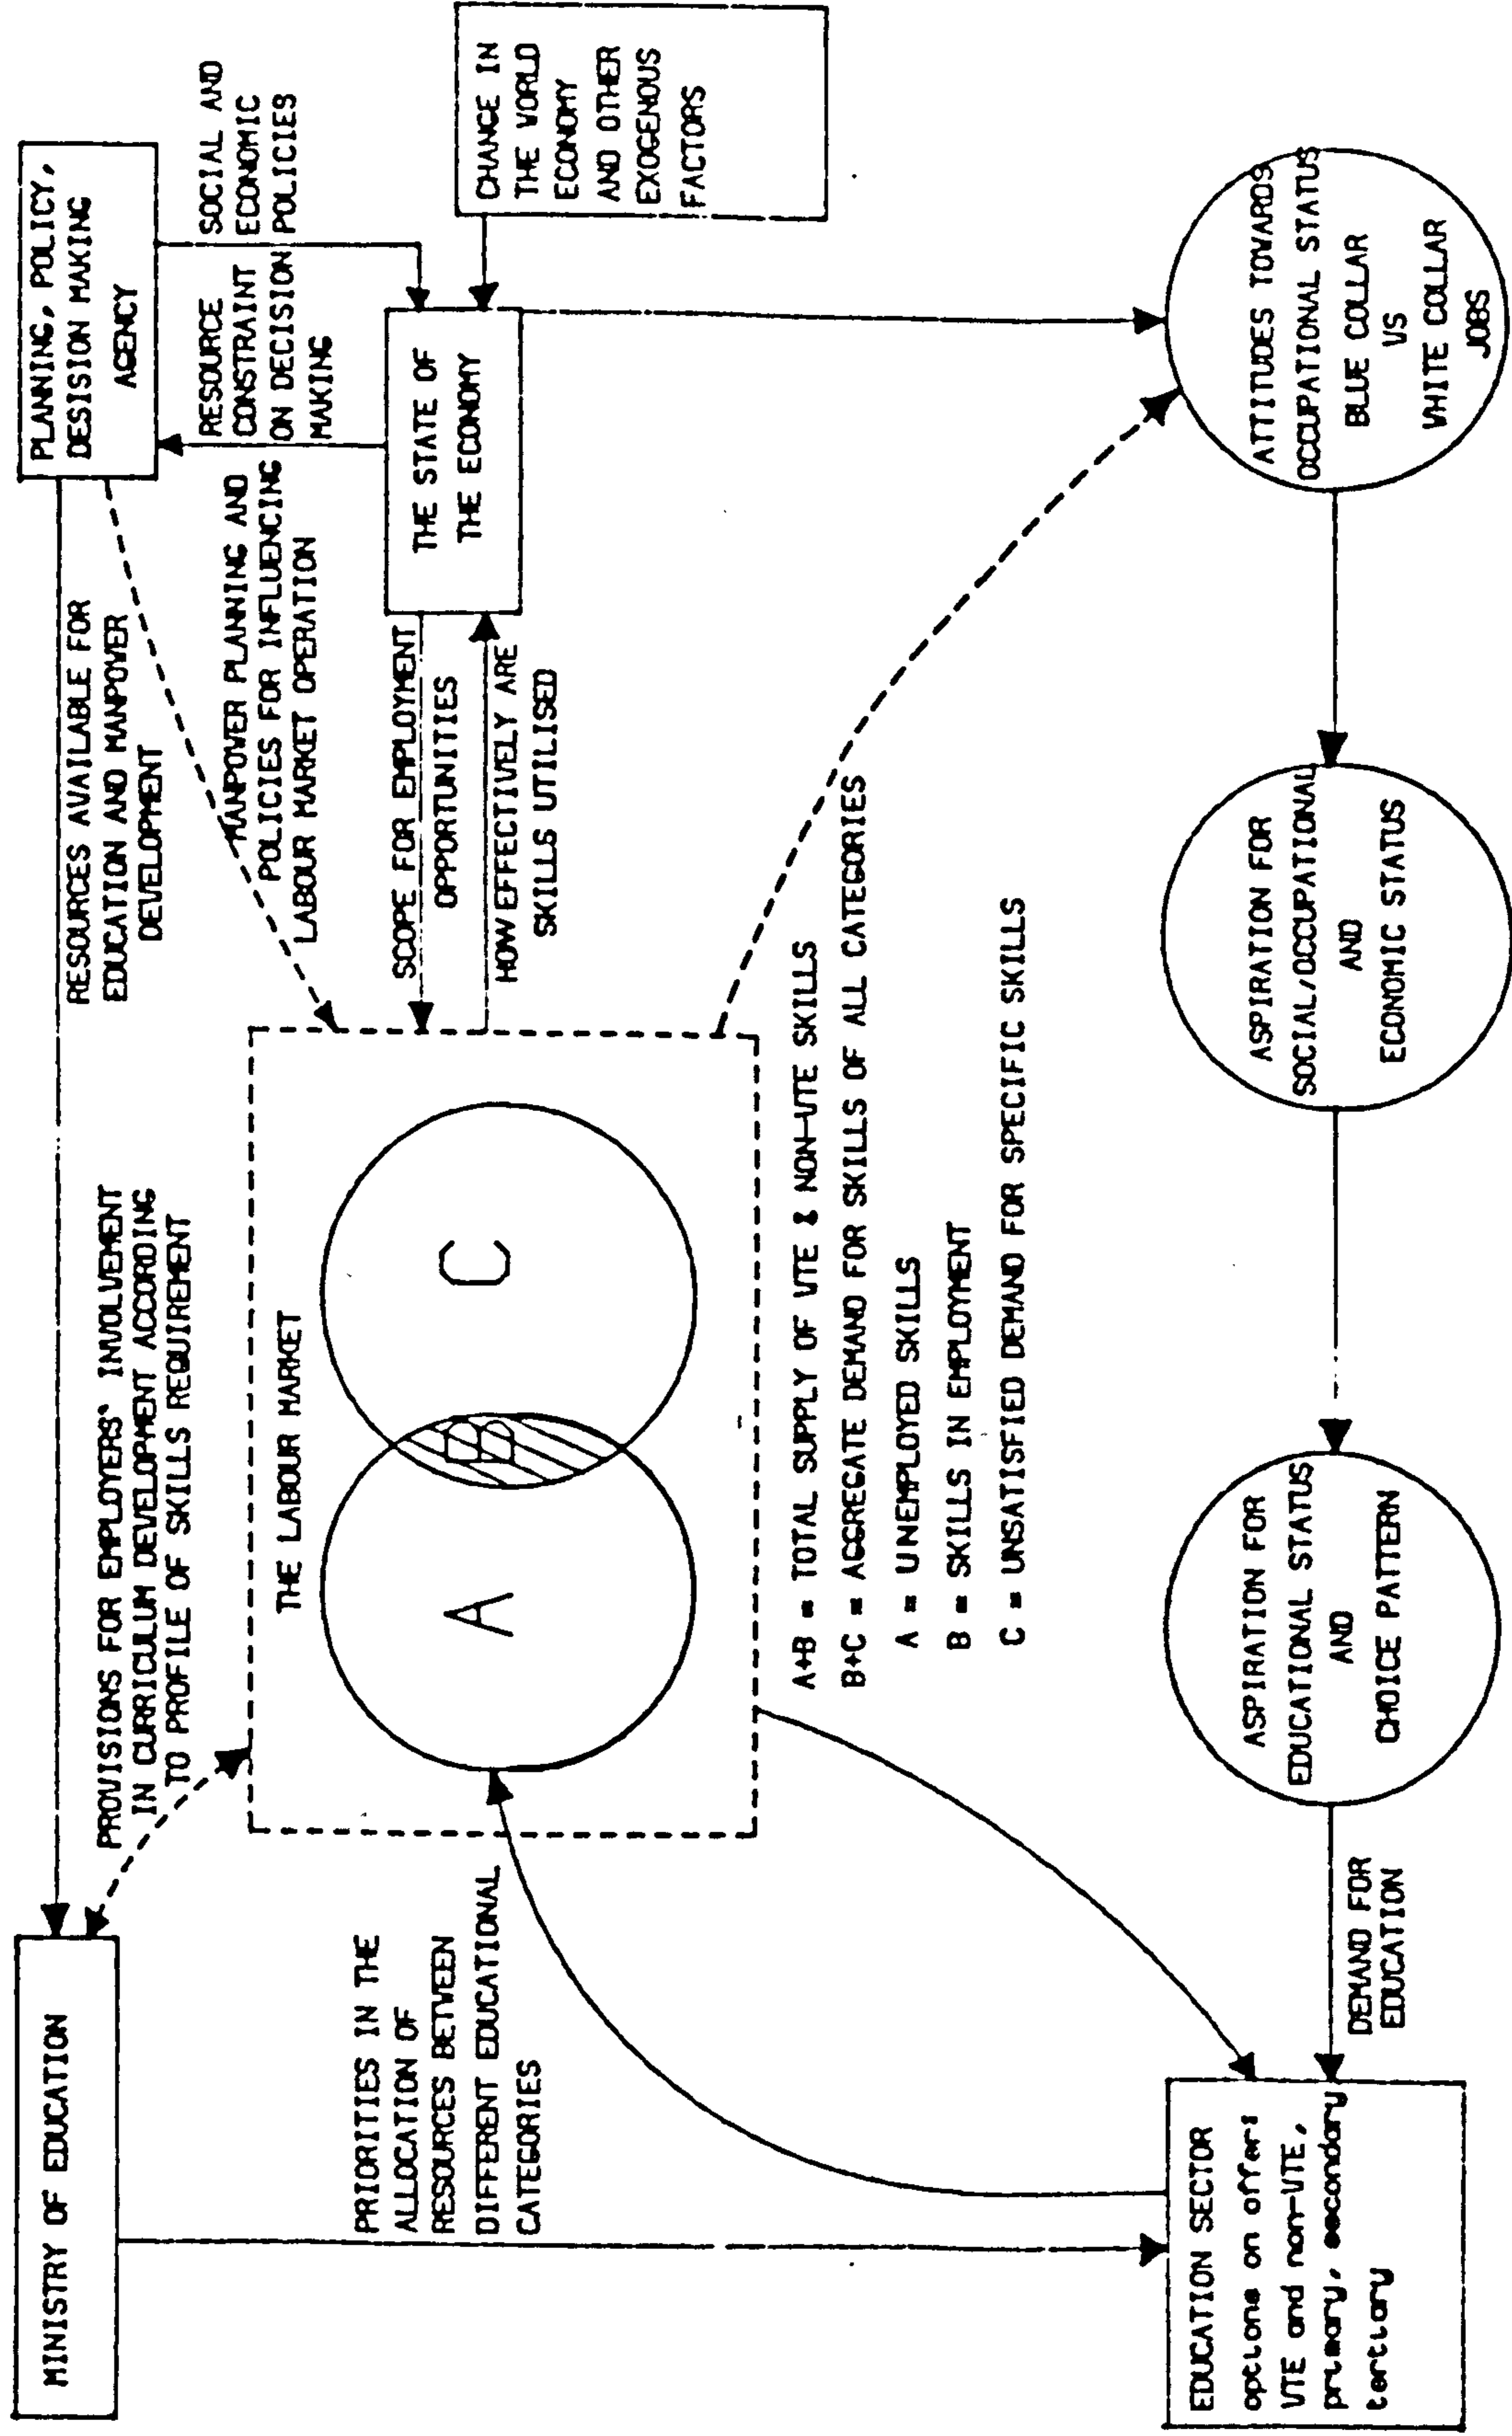 MINISTRY OF EDUCATION
PLANNING, POLICY,
DESISION MAKING
AGENCY
RESOURCES AVAILABLE FOR
EDUCATION AND MANPOWER
DEVELOPMENT
SOCIAL AND
ECONOMIC
POLICIES
RESOURCE
CONSTRAINT
ON DECISION
MAKING
PROVISIONS FOR EMPLOYERS' INVOLVEMENT
IN CURRICULUM DEVELOPMENT ACCORDING
TO PROFILE OF SKILLS REQUIREMENT
MANPOWER PLANNING AND
POLICIES FOR INFLUENCING
LABOUR MARKET OPERATION
THE LABOUR MARKET
A
B
C
SCOPE FOR EMPLOYMENT
OPPORTUNITIES
HOW EFFECTIVELY ARE
SKILLS UTILISED
THE STATE OF
THE ECONOMY
CHANGE IN
THE WORLD
ECONOMY
AND OTHER
EXOGENOUS
FACTORS
PRIORITIES IN THE
ALLOCATION OF
RESOURCES BETWEEN
DIFFERENT EDUCATIONAL
CATEGORIES
A+B = TOTAL SUPPLY OF VTE & NON-VTE SKILLS
B+C = AGGREGATE DEMAND FOR SKILLS OF ALL CATEGORIES
A = UNEMPLOYED SKILLS
B = SKILLS IN EMPLOYMENT
C = UNSATISFIED DEMAND FOR SPECIFIC SKILLS
EDUCATION SECTOR
options on offer:
VTE and non-VTE,
primary, secondary
tertiary
DEMAND FOR
EDUCATION
ASPIRATION FOR
EDUCATIONAL STATUS
AND
CHOICE PATTERN
ASPIRATION FOR
SOCIAL/OCCUPATIONAL
AND
ECONOMIC STATUS
ATTITUDES TOWARDS
OCCUPATIONAL STATUS
BLUE COLLAR
VS
WHITE COLLAR
JOBS